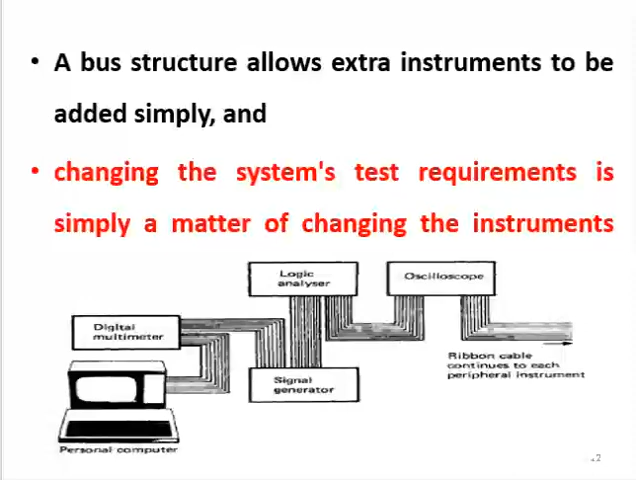 • A bus structure allows extra instruments to be
added simply, and
• changing the system's test requirements is
simply a matter of changing the instruments
Logic
analyser
Oscilloscope
Digital
multimeter
Ribbon cable
continues to each
peripheral instrument
Signal
generator
Personal computer